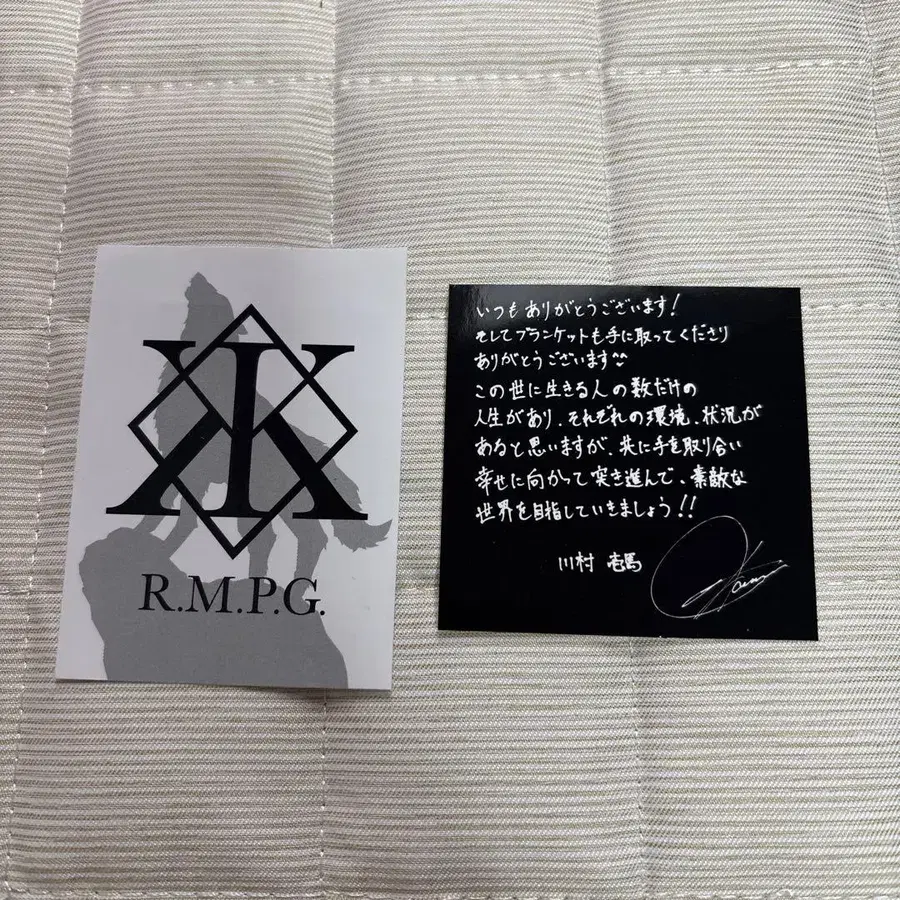 R.M.P.G.
いつもありがとうございます!
そしてブランケットも手に取ってくださり
ありがとうございます
この世に生きる人の数だけの
人生があり、それぞれの環境、状況が
あると思いますが、共に手を取り合い
幸せに向かって突き進んで、素敵な
世界を目指していきましょう!!
川村 壱馬